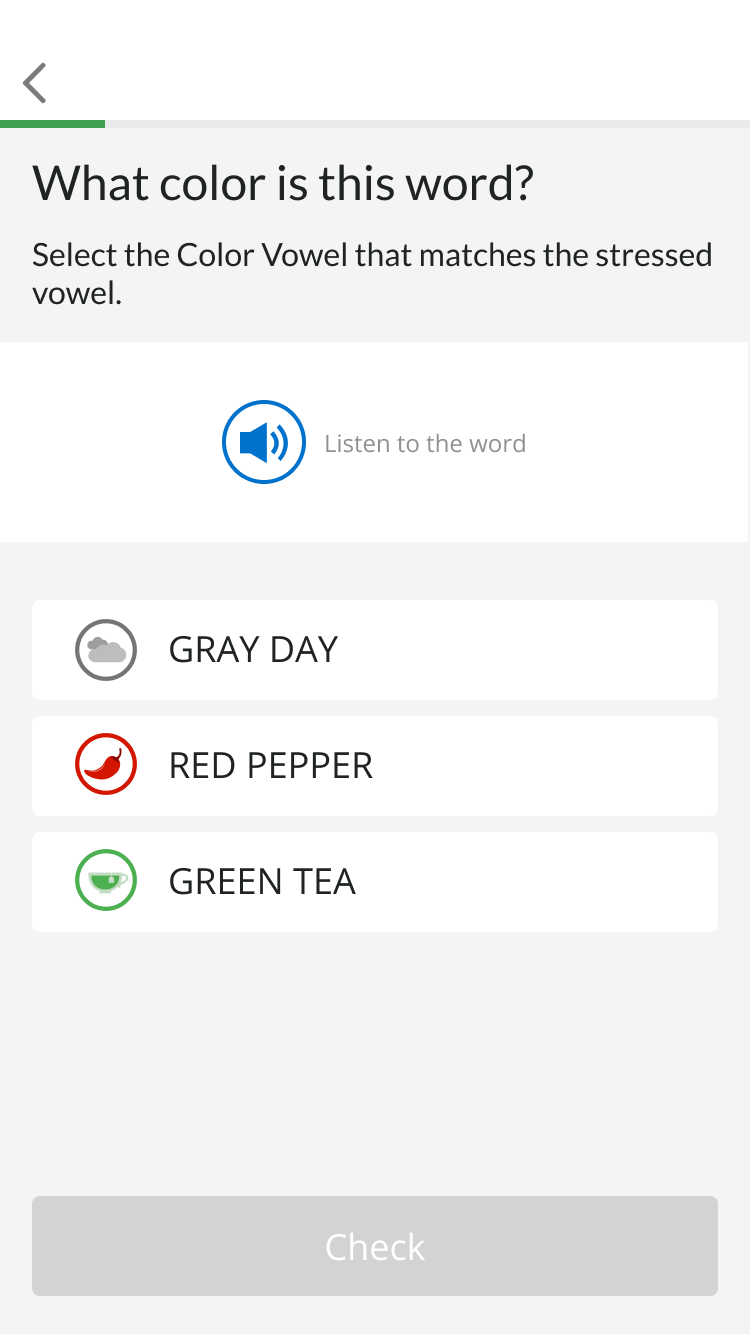 What color is this word?
Select the Color Vowel that matches the stressed
vowel.
Listen to the word
GRAY DAY
RED PEPPER
GREEN TEA
Check